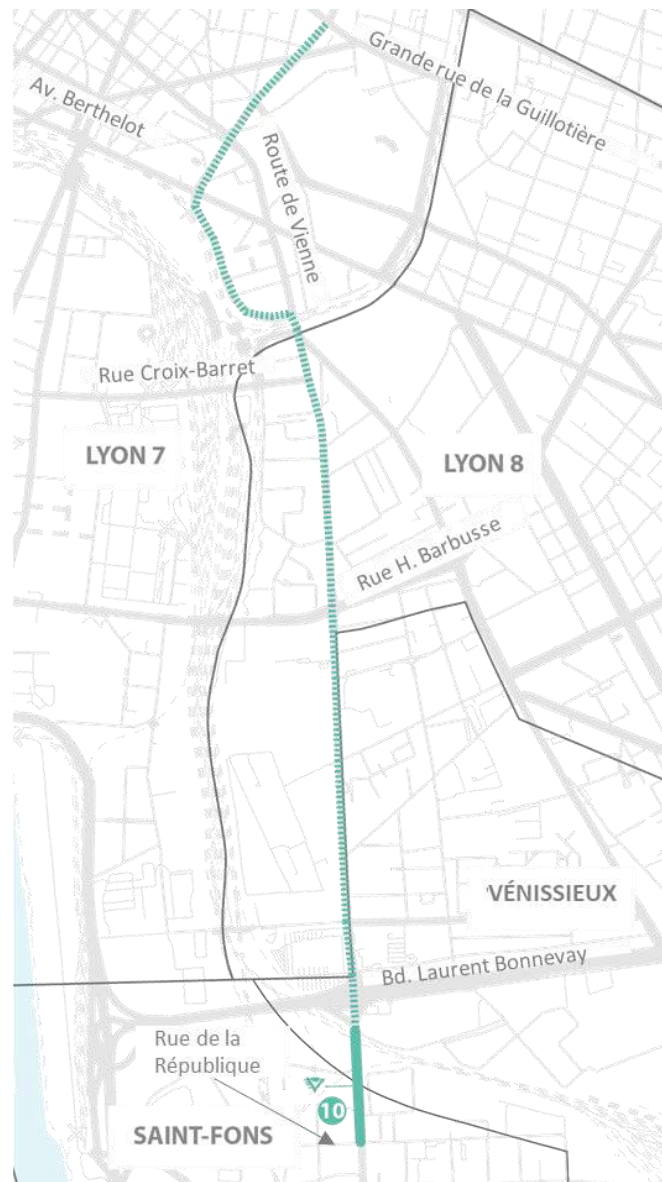 Grande rue de la Guillotière
Av. Berthelot
Route de Vienne
Rue Croix-Barret
LYON 7
LYON 8
Rue H. Barbusse
VÉNISSIEUX
Bd. Laurent Bonnevay
Rue de la
République
10
SAINT-FONS